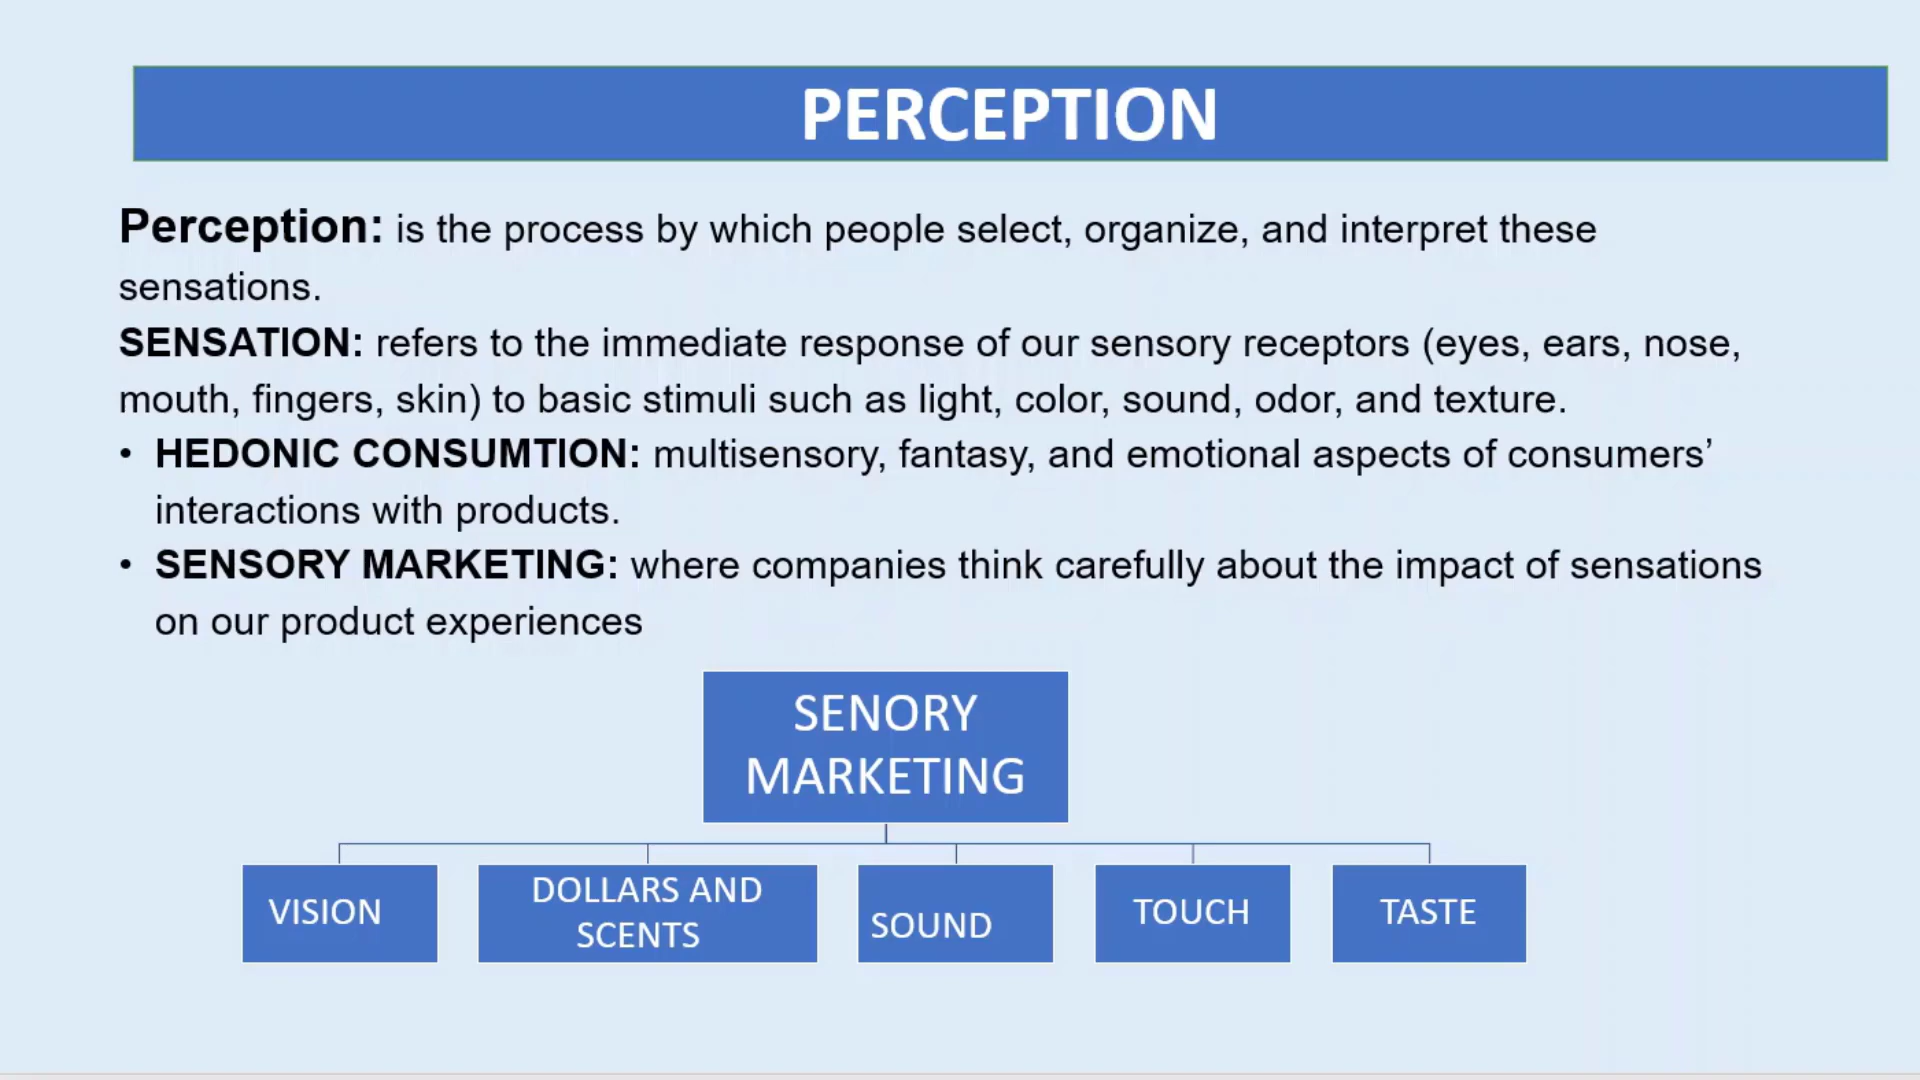 PERCEPTION
Perception: is the process by which people select, organize, and interpret these
sensations.
SENSATION: refers to the immediate response of our sensory receptors (eyes, ears, nose,
mouth, fingers, skin) to basic stimuli such as light, color, sound, odor, and texture.
• HEDONIC CONSUMTION: multisensory, fantasy, and emotional aspects of consumers’
interactions with products.
• SENSORY MARKETING: where companies think carefully about the impact of sensations
on our product experiences
SENORY
MARKETING
VISION
DOLLARS AND
SCENTS
SOUND
TOUCH
TASTE